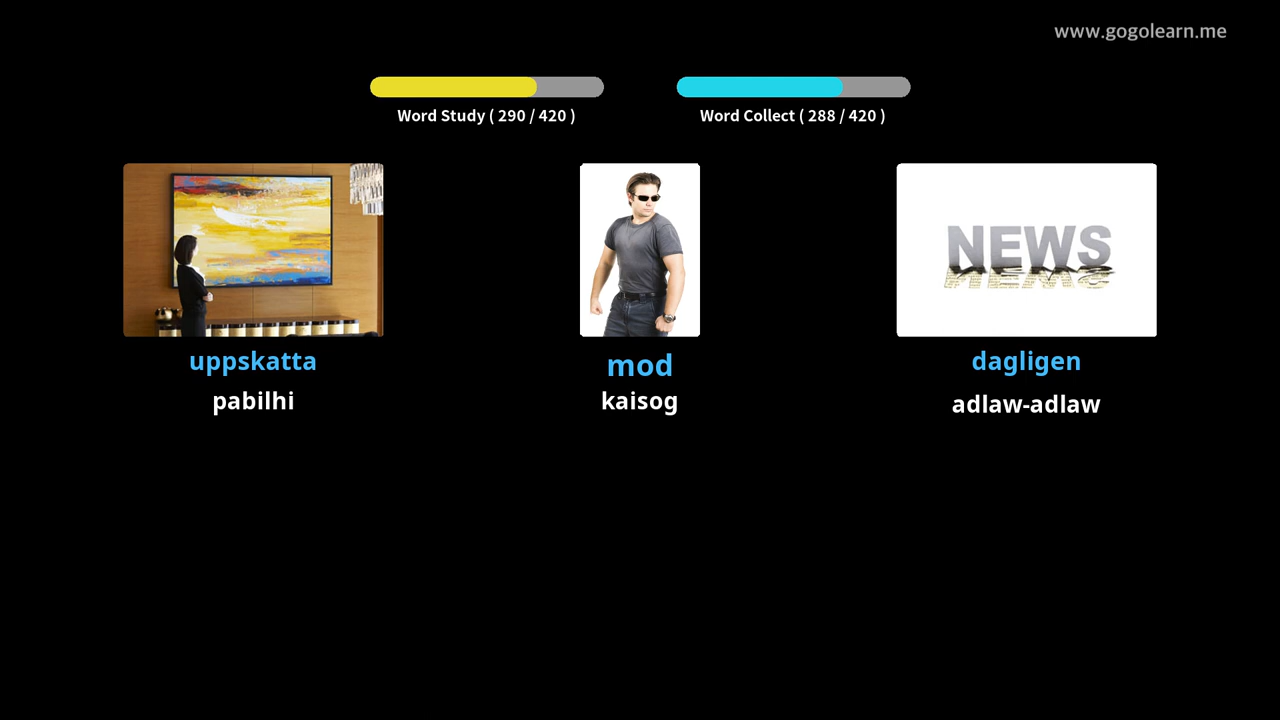 www.gogolearn.me
Word Study ( 290 / 420 )
Word Collect ( 288 / 420 )
NEWS
uppskatta
mod
dagligen
pabilhi
kaisog
adlaw-adlaw